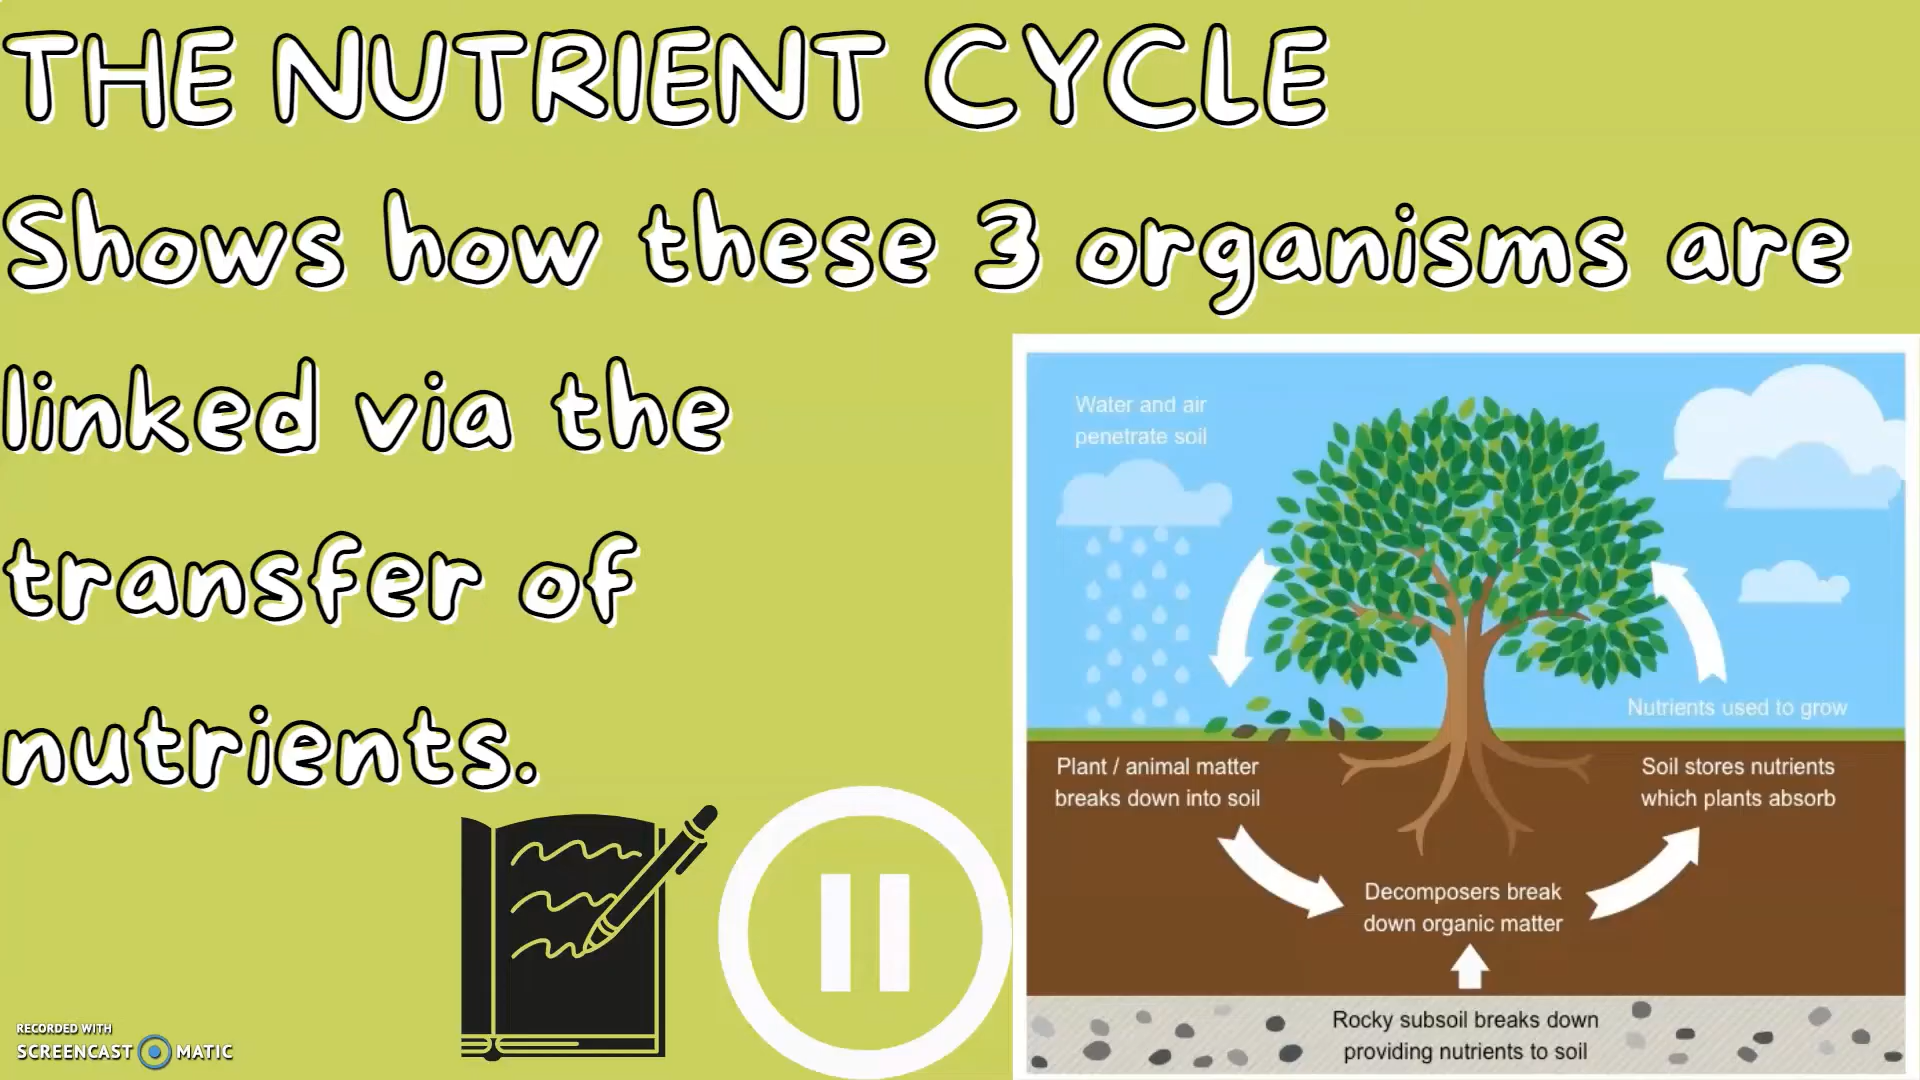 THE NUTRIENT CYCLE
Shows how these 3 organisms are
linked via the
transfer of
nutrients.
Water and air
penetrate soil
Nutrients used to grow
Plant / animal matter
breaks down into soil
Soil stores nutrients
which plants absorb
Decomposers break
down organic matter
Rocky subsoil breaks down
providing nutrients to soil
RECORDED WITH
SCREENCAST MATIC